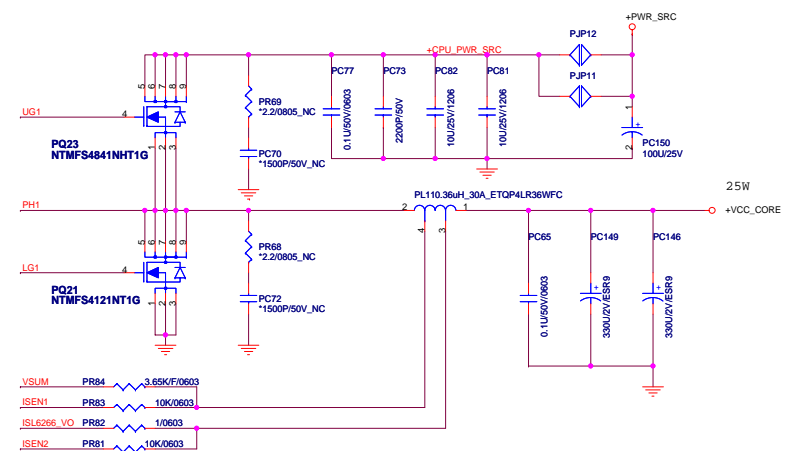 +PWR_SRC
PJP12
+CPU_PWR_SRC
PC77
PC73
PC82
PC81
PJP11
5
6
7
8
9
PR69
*2.2/0805_NC
0.1U/50V/0603
2200P/50V
10U/25V/1206
10U/25V/1206
1
UG1
4
PQ23
NTMFS4841NHT1G
1
2
3
PC70
*1500P/50V_NC
2
PC150
100U/25V
25W
PL110.36uH_30A_ETQP4LR36WFC
PH1
2
1
+VCC_CORE
5
6
7
8
9
4
3
PR68
*2.2/0805_NC
PC65
PC149
PC146
LG1
4
PQ21
NTMFS4121NT1G
1
2
3
PC72
*1500P/50V_NC
0.1U/50V/0603
330U/2V/ESR9
330U/2V/ESR9
VSUM PR84 3.65K/F/0603
ISEN1 PR83 10K/0603
ISL6266_VO PR82 1/0603
ISEN2 PR81 10K/0603